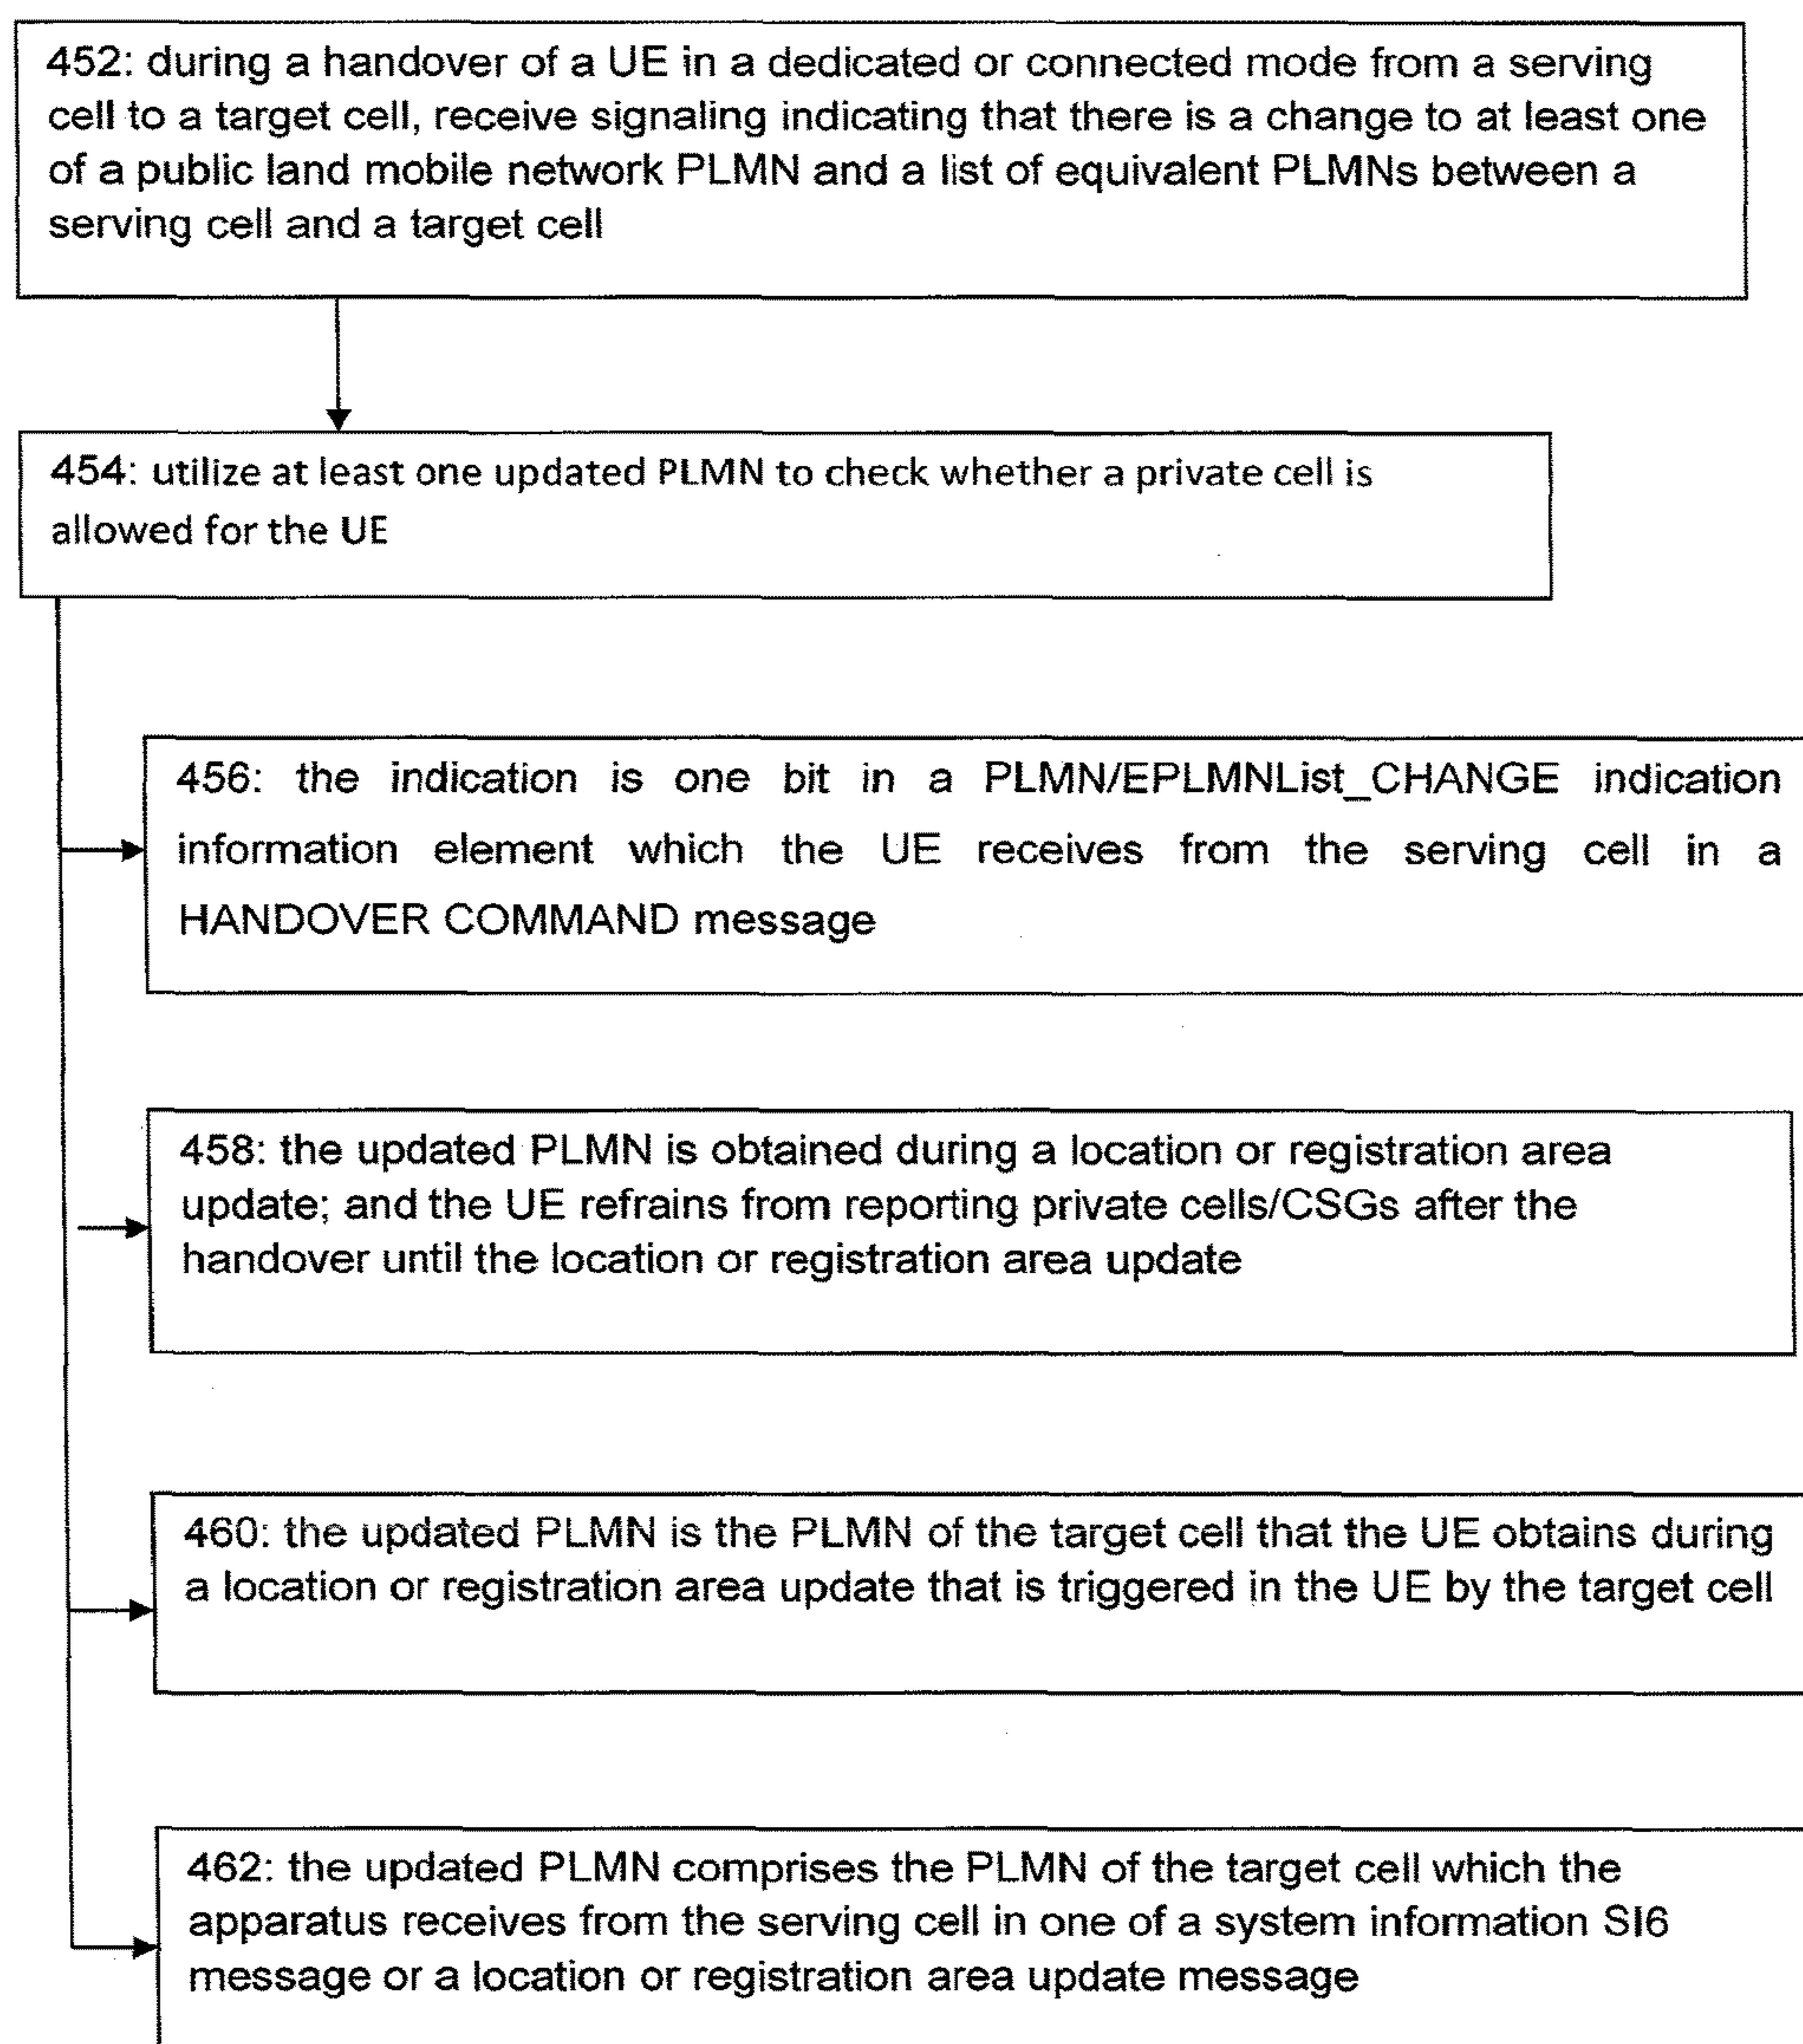 452: during a handover of a UE in a dedicated or connected mode from a serving
cell to a target cell, receive signaling indicating that there is a change to at least one
of a public land mobile network PLMN and a list of equivalent PLMNs between a
serving cell and a target cell
454: utilize at least one updated PLMN to check whether a private cell is
allowed for the UE
456: the indication is one bit in a PLMN/EPLMNList_CHANGE indication
information element which the UE receives from the serving cell in a
HANDOVER COMMAND message
458: the updated PLMN is obtained during a location or registration area
update; and the UE refrains from reporting private cells/CSGs after the
handover until the location or registration area update
460: the updated PLMN is the PLMN of the target cell that the UE obtains during
a location or registration area update that is triggered in the UE by the target cell
462: the updated PLMN comprises the PLMN of the target cell which the
apparatus receives from the serving cell in one of a system information SI6
message or a location or registration area update message